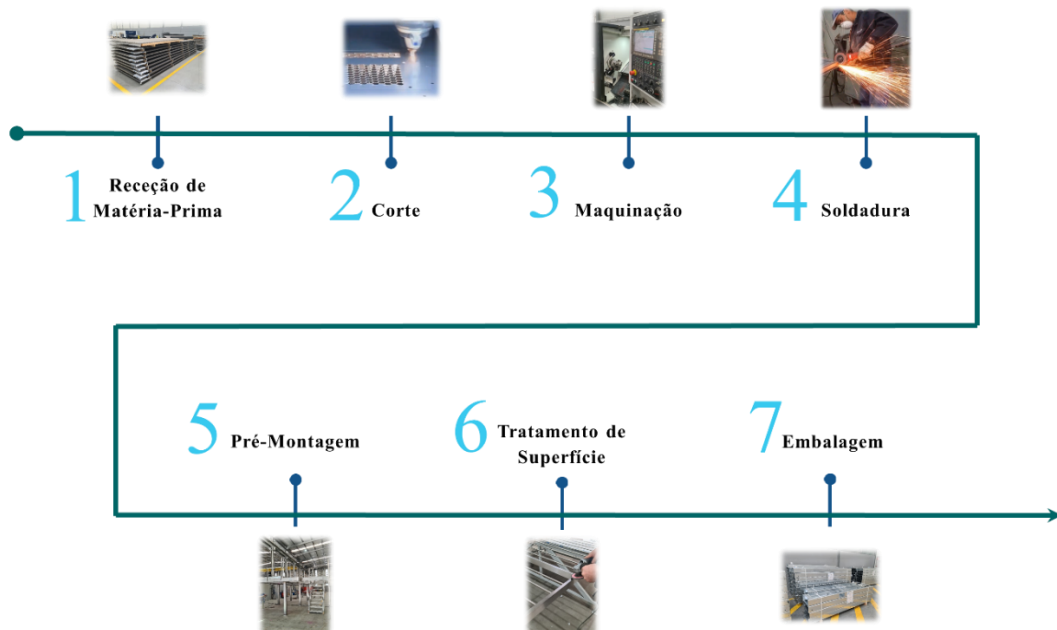 1
Receção de
Matéria-Prima
2 Corte
3 Maquinação
4 Soldadura
5 Pré-Montagem
6 Tratamento de
Superfície
7 Embalagem